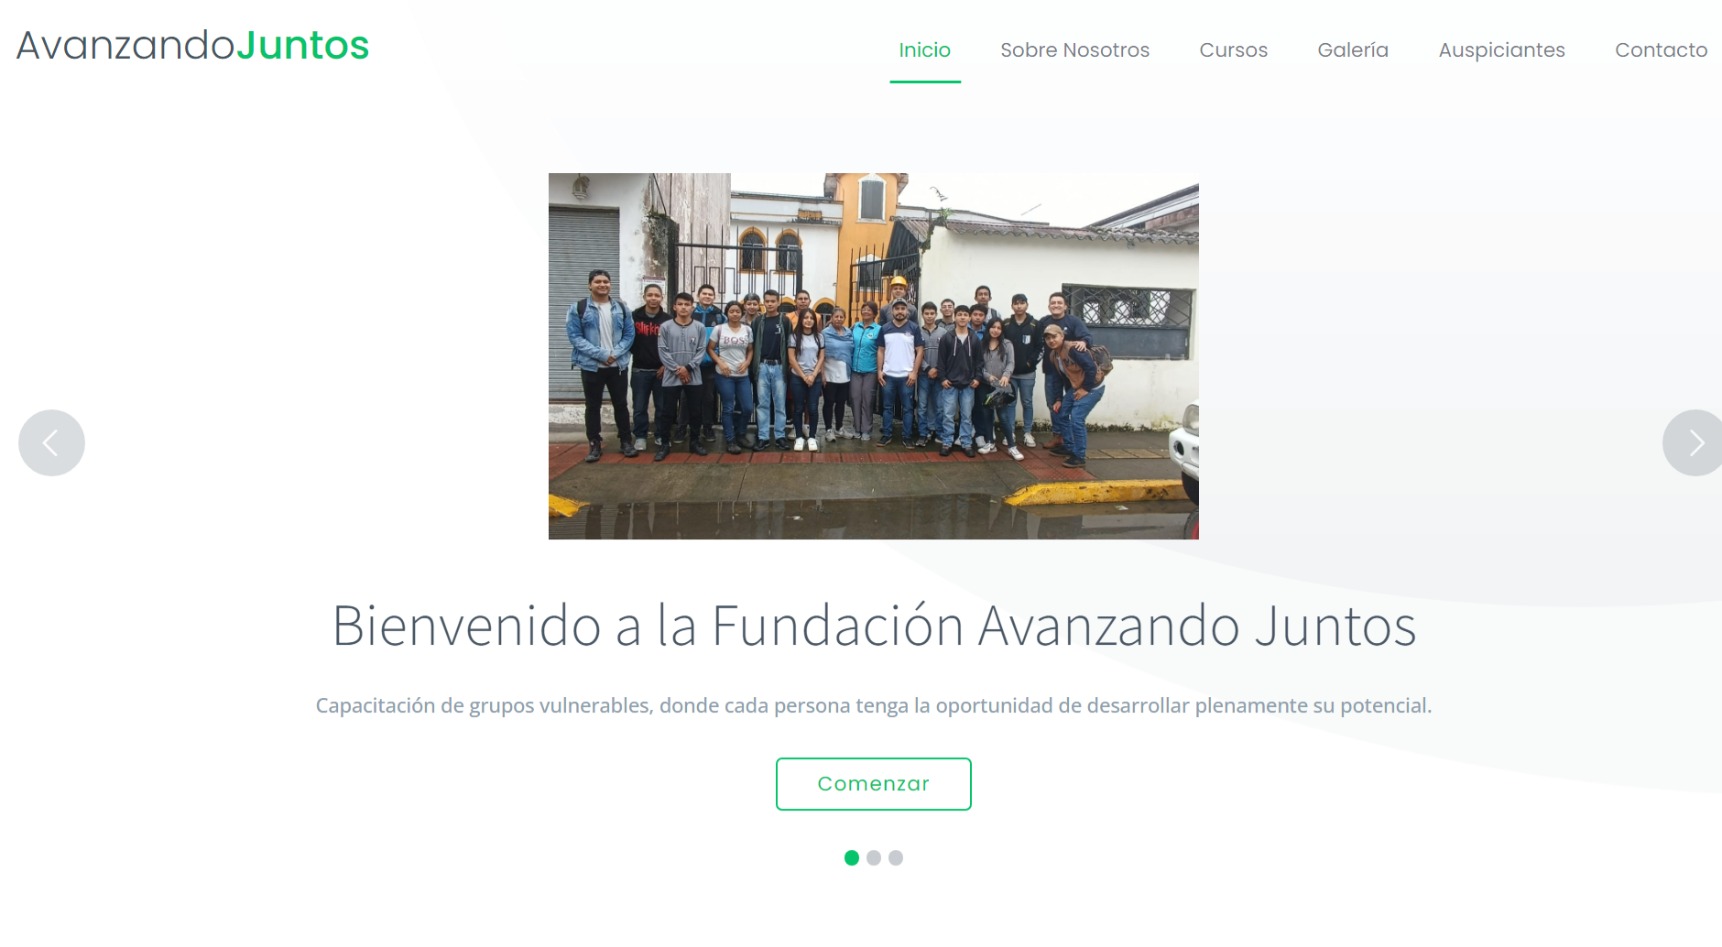 AvanzandoJuntos
Inicio Sobre Nosotros Cursos Galería Auspiciantes Contacto
Bienvenido a la Fundación Avanzando Juntos
Capacitación de grupos vulnerables, donde cada persona tenga la oportunidad de desarrollar plenamente su potencial.
Comenzar